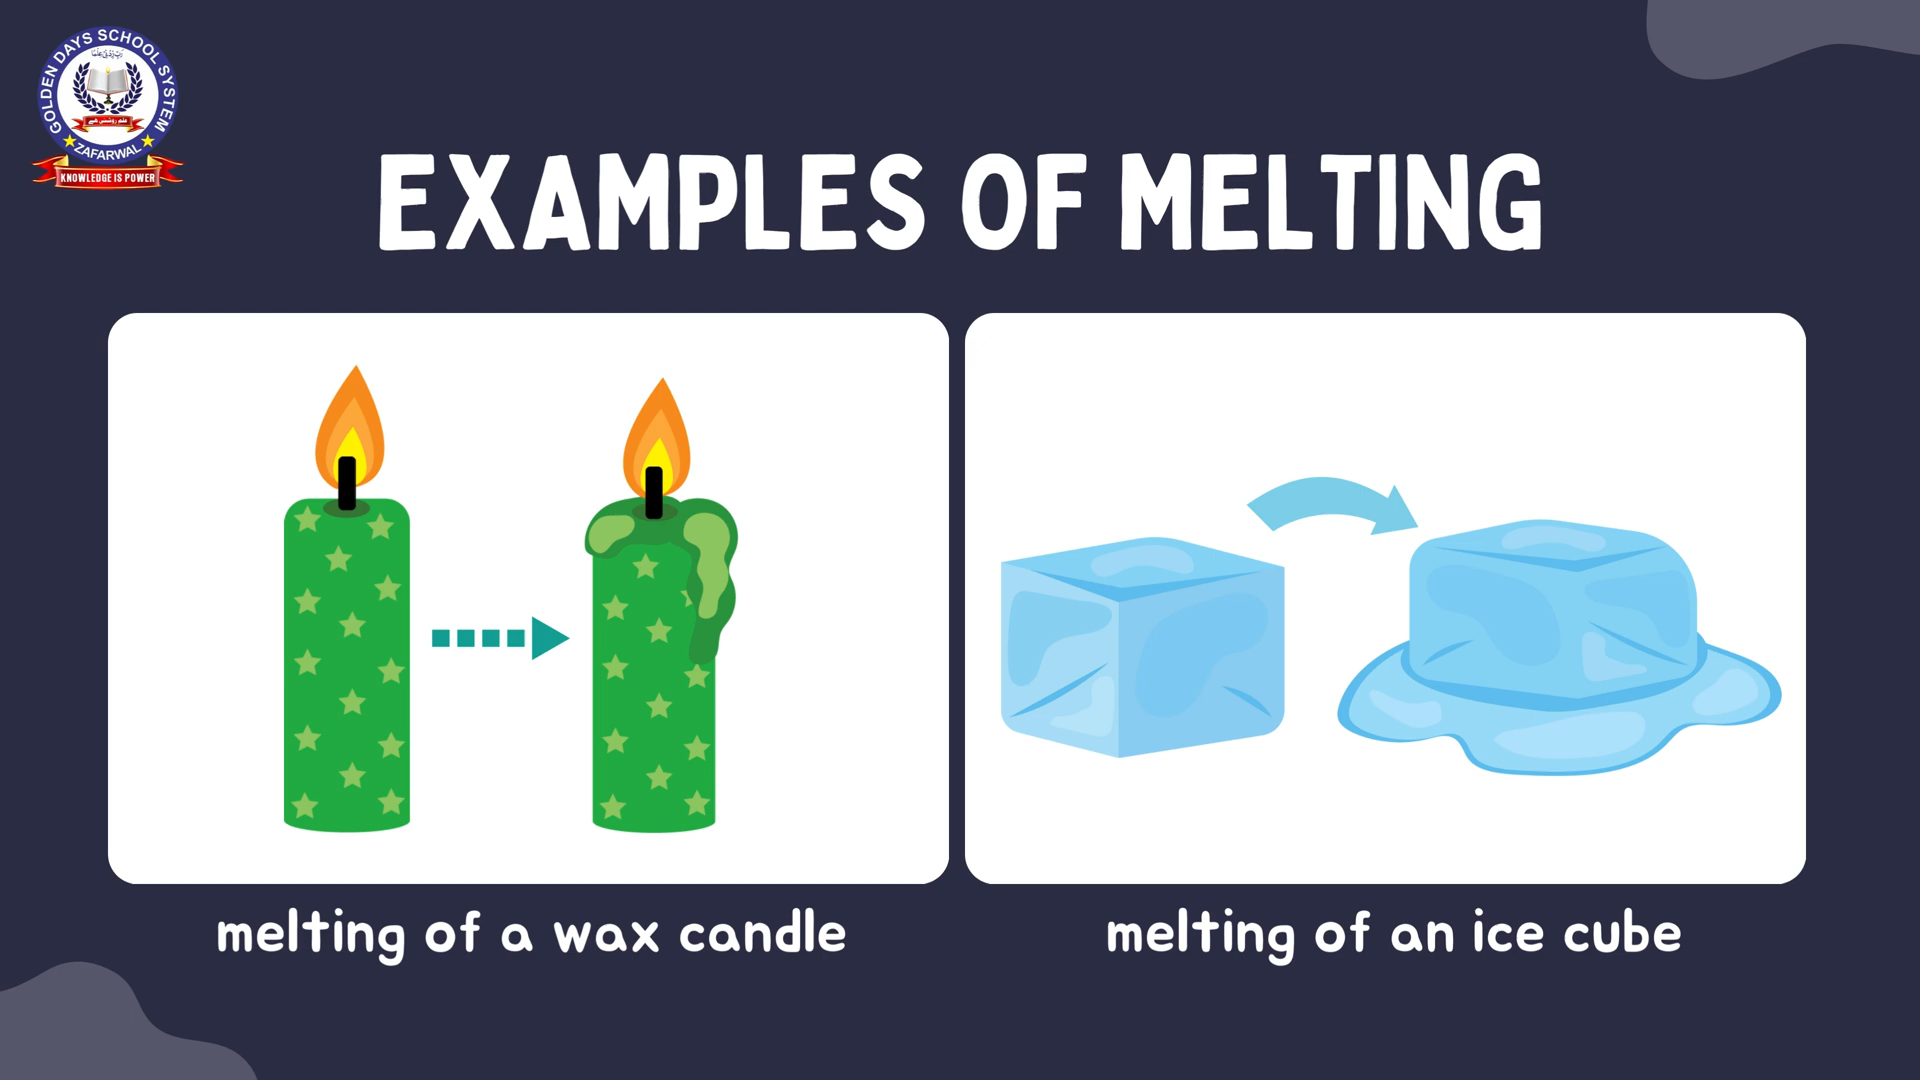 GOLDEN DAYS SCHOOL SYSTEM
ZAFARWAL
KNOWLEDGE IS POWER
EXAMPLES OF MELTING
melting of a wax candle
melting of an ice cube